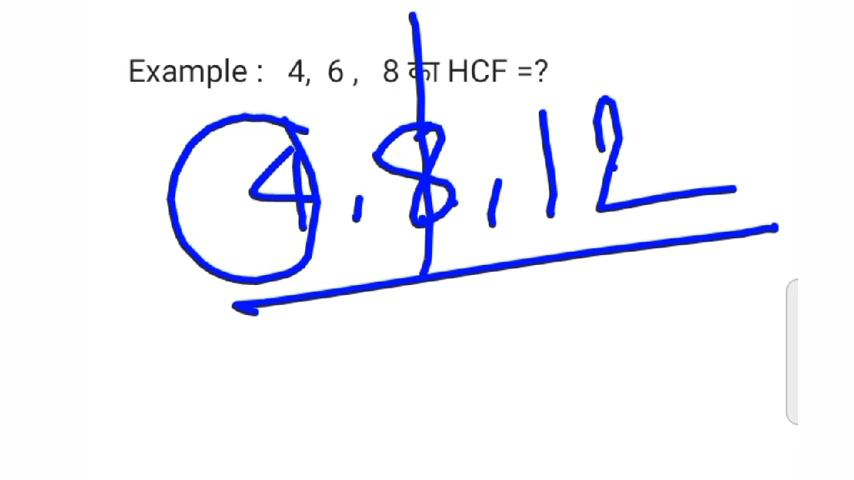 Example : 4, 6 , 8 का HCF =?
4 , 8 , 12